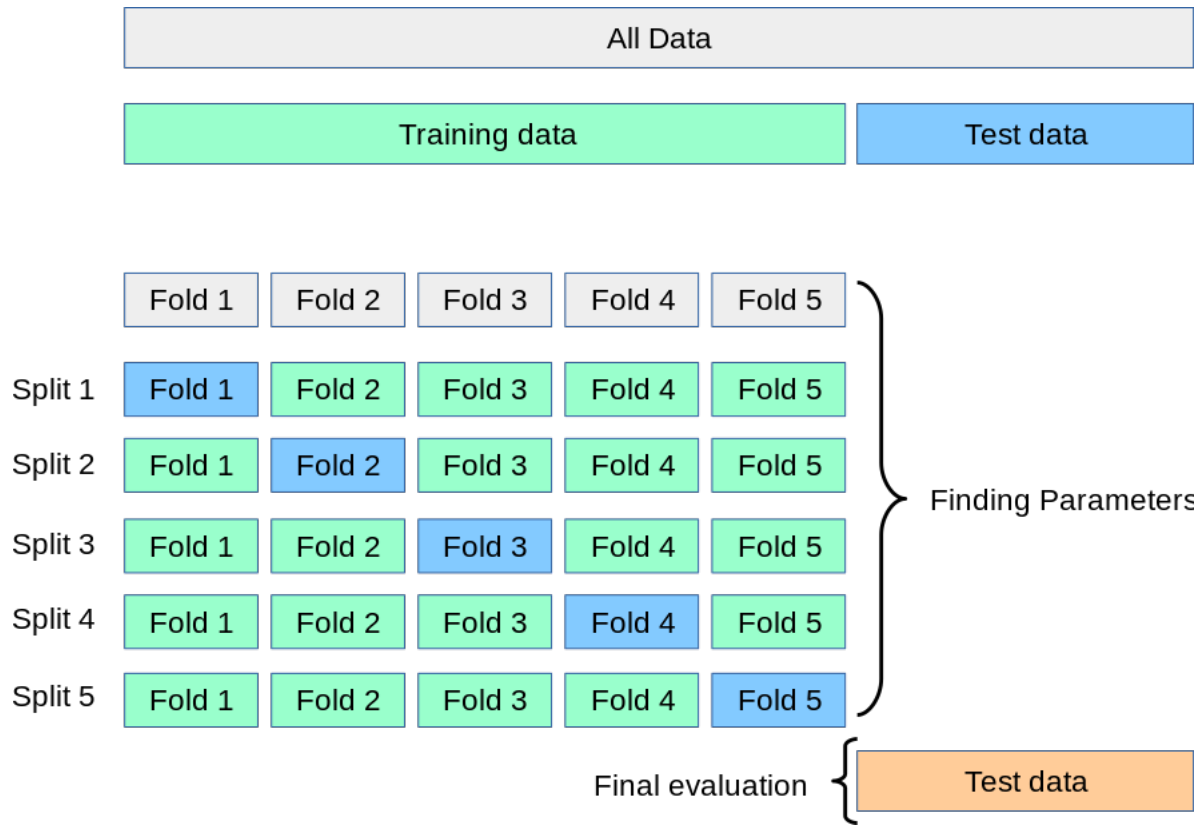 All Data
Training data Test data
Fold 1 Fold 2 Fold 3 Fold 4 Fold 5
Split 1 Fold 1 Fold 2 Fold 3 Fold 4 Fold 5
Split 2 Fold 1 Fold 2 Fold 3 Fold 4 Fold 5
Finding Parameters
Split 3 Fold 1 Fold 2 Fold 3 Fold 4 Fold 5
Split 4 Fold 1 Fold 2 Fold 3 Fold 4 Fold 5
Split 5 Fold 1 Fold 2 Fold 3 Fold 4 Fold 5
Final evaluation Test data